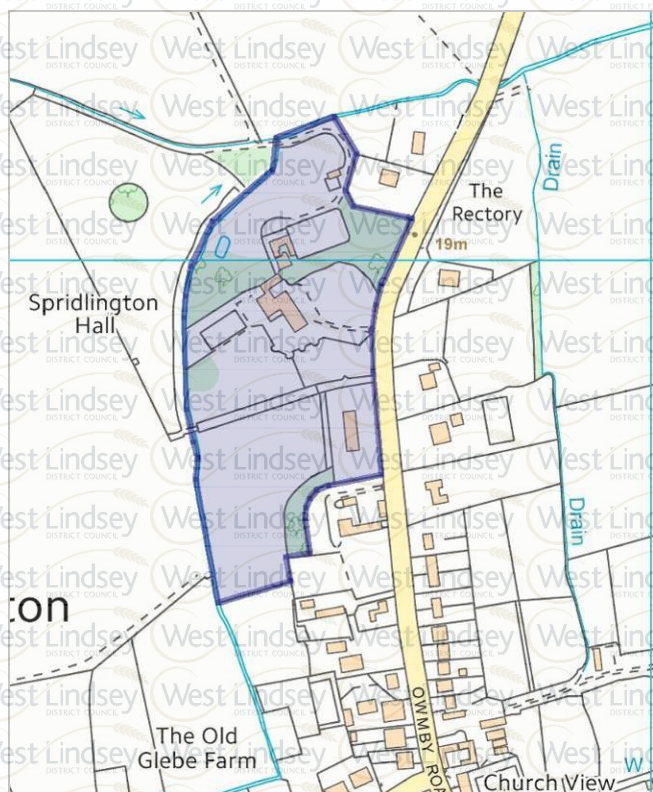 West Lindsey
DISTRICT COUNCIL
Drain
The
Rectory
19m
Spridlington
Hall
Drain
ton
The Old
Glebe Farm
OWMBY ROA
Church View
W